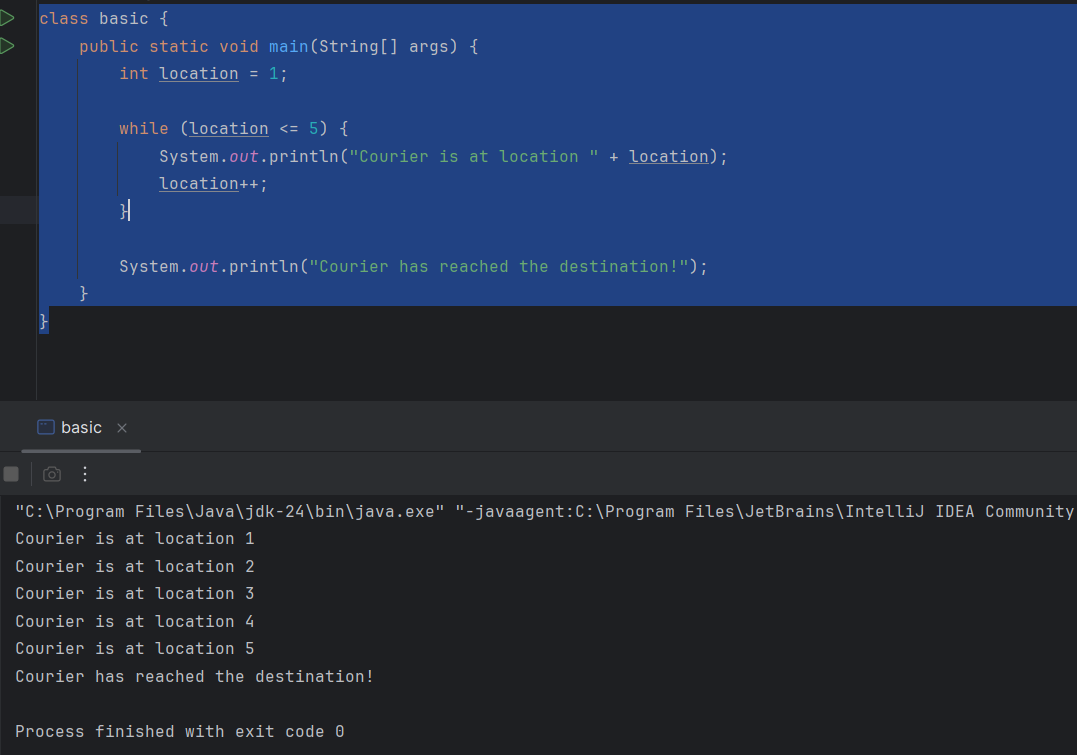 class basic {
    public static void main(String[] args) {
        int location = 1;
        while (location <= 5) {
            System.out.println("Courier is at location " + location);
            location++;
        }
        System.out.println("Courier has reached the destination!");
    }
}
basic
"C:\Program Files\Java\jdk-24\bin\java.exe" "-javaagent:C:\Program Files\JetBrains\IntelliJ IDEA Community
Courier is at location 1
Courier is at location 2
Courier is at location 3
Courier is at location 4
Courier is at location 5
Courier has reached the destination!
Process finished with exit code 0